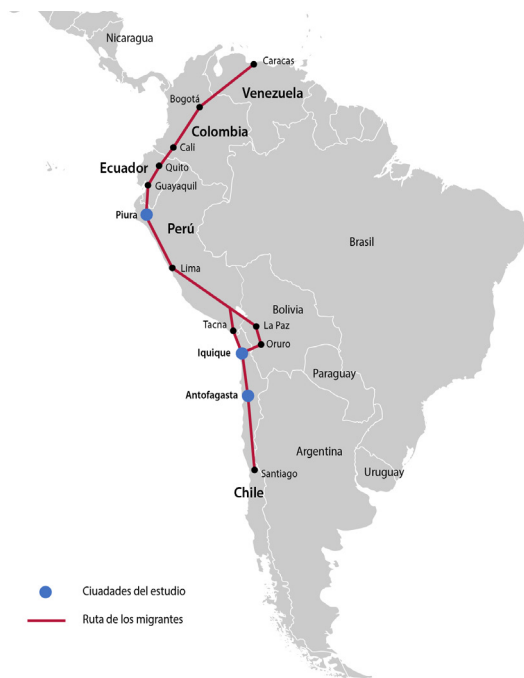 Nicaragua
Caracas
Venezuela
Bogotá
Colombia
Cali
Ecuador
Quito
Guayaquil
Piura
Perú
Brasil
Lima
Bolivia
Tacna
La Paz
Oruro
Iquique
Paraguay
Antofagasta
Argentina
Santiago
Uruguay
Chile
Ciuadades del estudio
Ruta de los migrantes